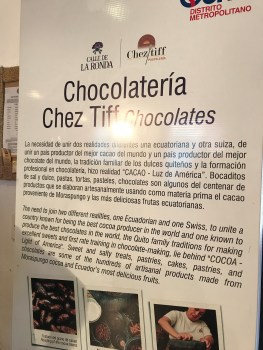 DISTRITO
METROPOLITANO
CALLE DE
LA RONDA
Chez Tiff
Chocolatería
Chez Tiff Chocolates
La necesidad de unir dos realidades distintas una ecuatoriana y otra suiza, de
unir un país productor del mejor cacao del mundo y un país productor del mejor
chocolate del mundo, la tradición familiar de los dulces quiteños y la formación
profesional en chocolatería, hizo realidad "CACAO - Luz de América". Bocaditos
de sal y dulce, pastas, tortas, pasteles, chocolates son algunos del centenar de
productos que se elaboran artesanalmente usando como materia prima el cacao
proveniente de Moraspungo y las más deliciosas frutas ecuatorianas.
The need to join two different realities, one Ecuadorian and one Swiss, to unite a
country known for being the best cocoa producer in the world and one known to
produce the best chocolates in the world, the Quito family traditions for making
excellent sweets and first rate training in chocolate-making, lie behind "COCOA -
Light of America". Sweet and salty treats, pastries, cakes, pastries, and
chocolates are some of the hundreds of artisanal products made from
Moraspungo cocoa and Ecuador's most delicious fruits.